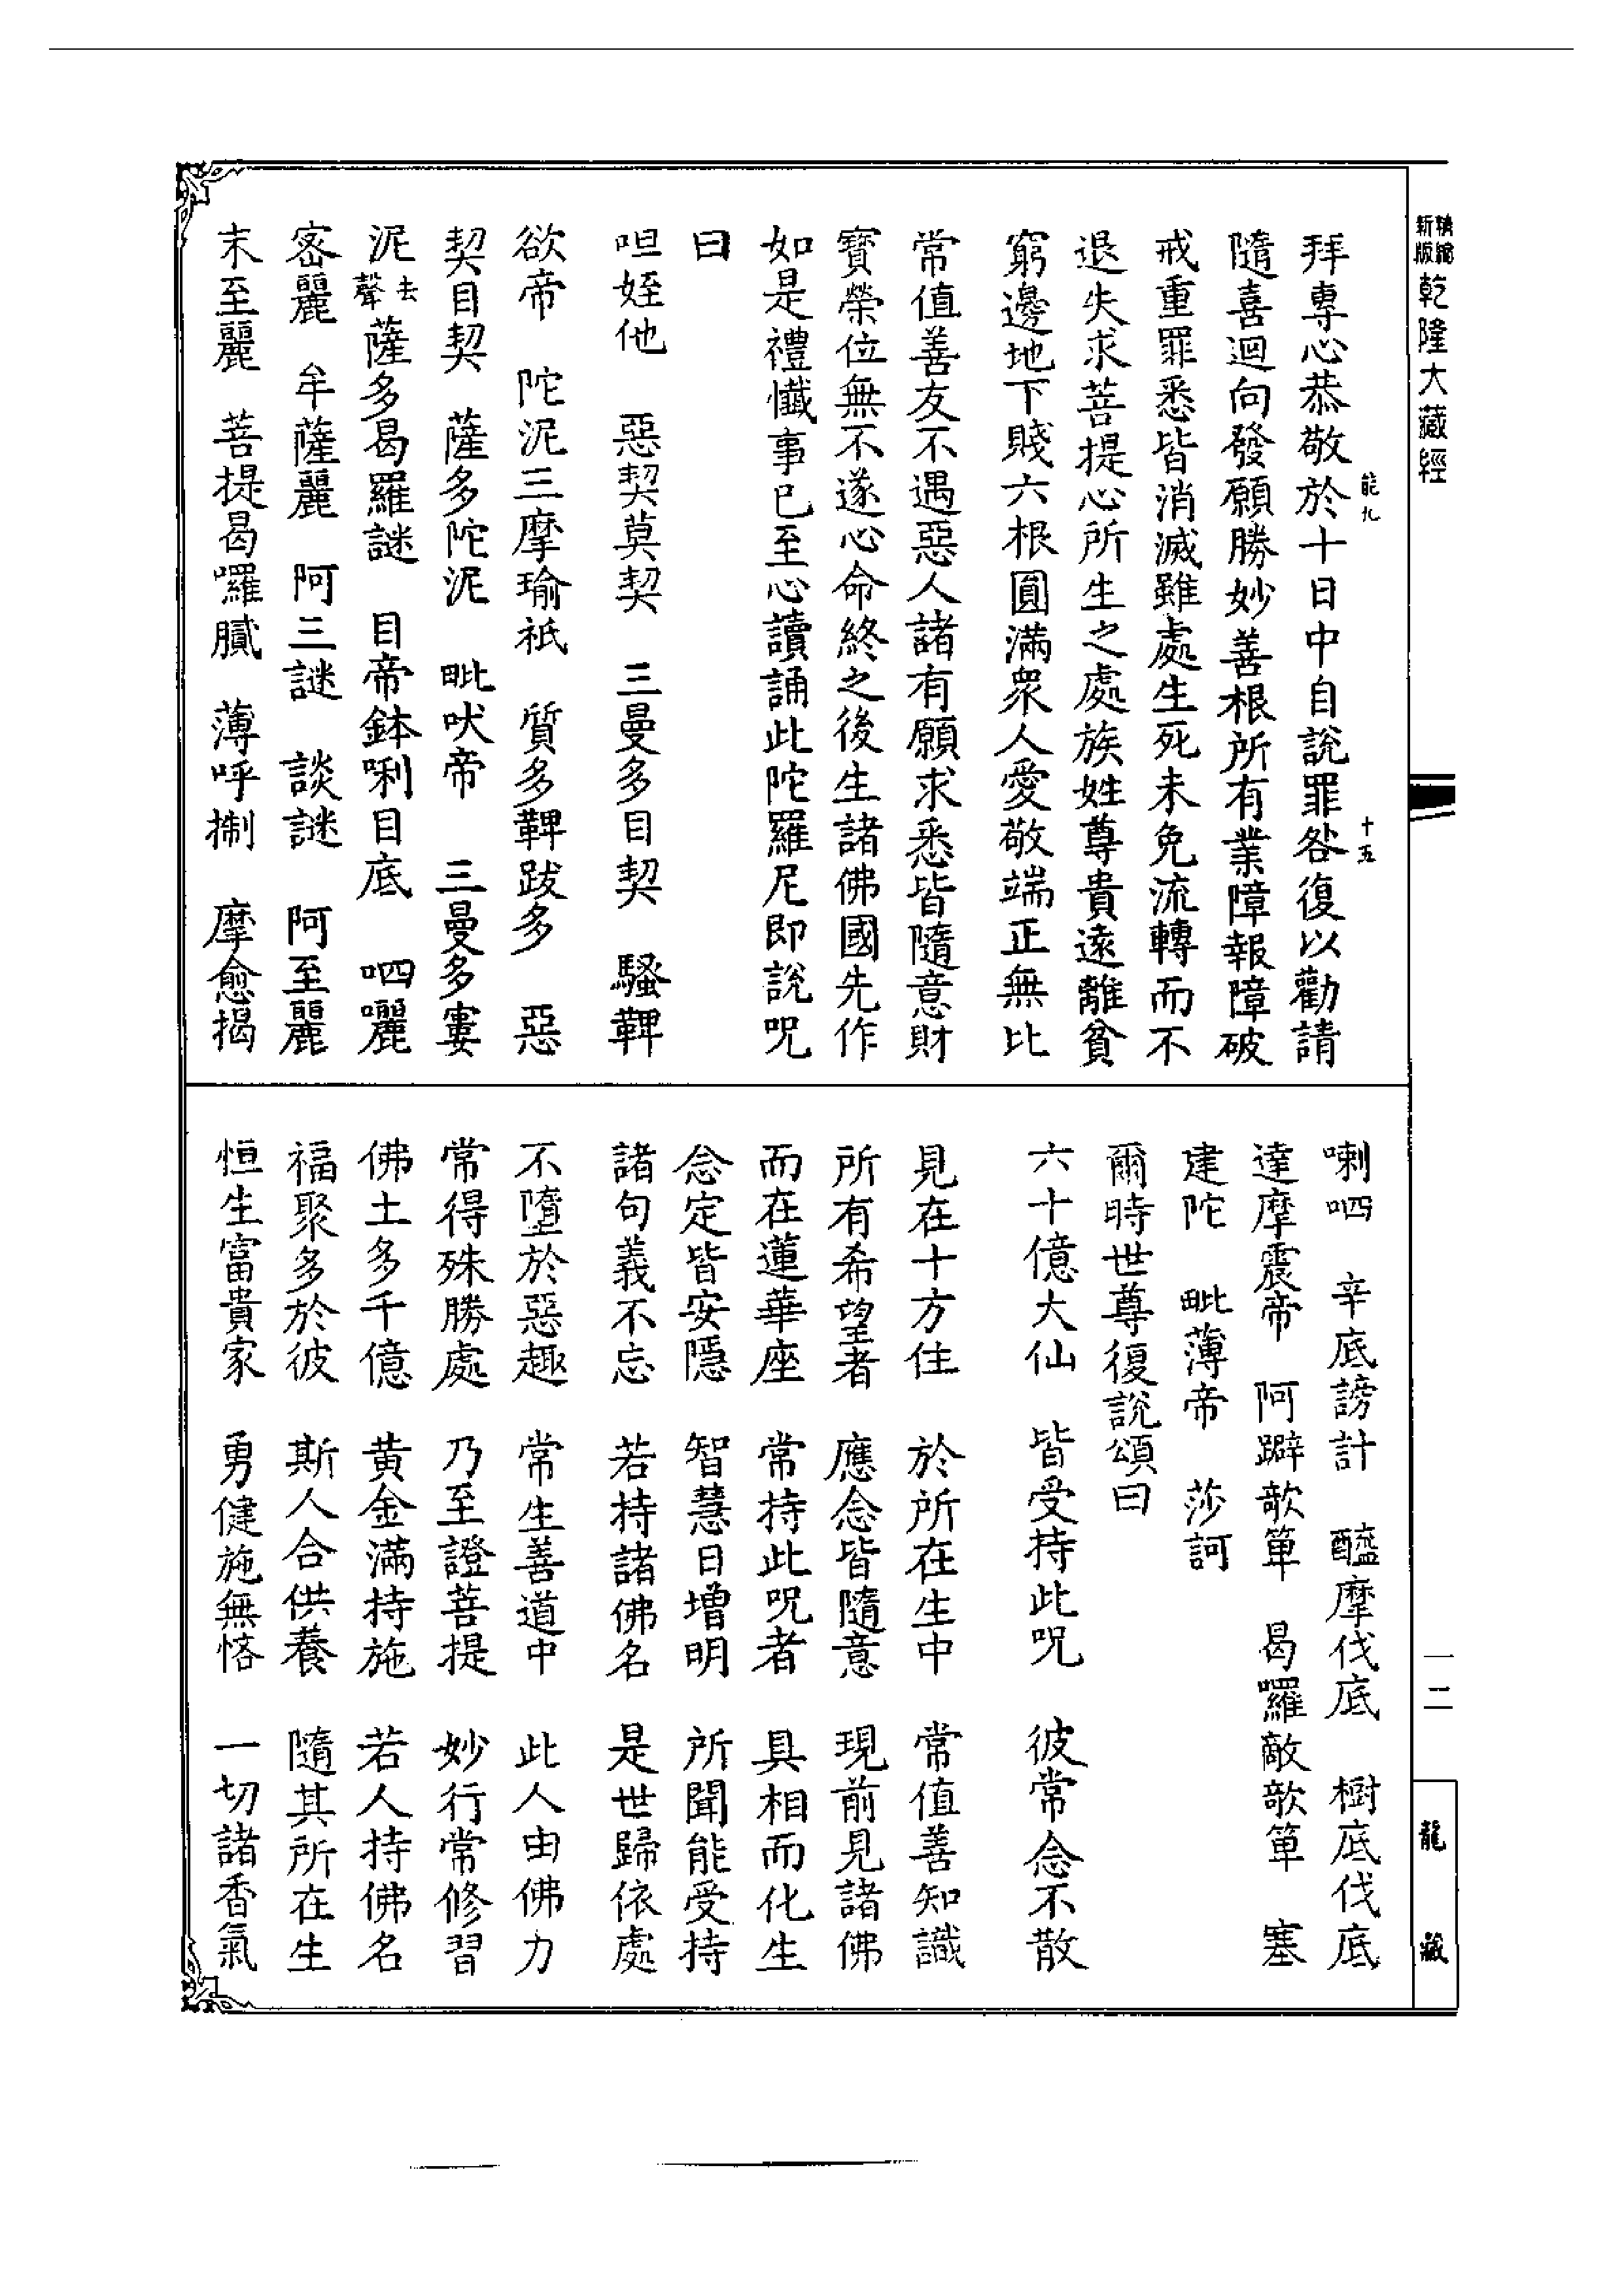 新版精縮乾隆大藏經
能九
十五
拜專心恭敬於十日中自說罪咎復以勸請
隨喜迴向發願勝妙善根所有業障報障破
戒重罪悉皆消滅雖處生死未免流轉而不
退失求菩提心所生之處族姓尊貴遠離貧
窮邊地下賤六根圓滿眾人愛敬端正無比
常值善友不遇惡人諸有願求悉皆隨意財
寶榮位無不遂心命終之後生諸佛國先作
如是禮懺事已至心讀誦此陀羅尼即說呪
曰
呾姪他 惡契莫契 三曼多目契 騷鞞
欲帝 陀泥三摩瑜祇 質多鞞跋多 惡
契目契 薩多陀泥 毗吠帝 三曼多婁
泥去聲薩多曷羅謎 目帝鉢唎目底 呬囇
宻麗 牟薩麗 阿三謎 談謎 阿至麗
末至麗 菩提曷囉膩 薄呼捌 摩愈揭
喇呬 辛底謗計 醯摩伐底 樹底伐底
達摩震帝 阿躃歌箄 曷囉敵歌箄 塞
建陀 毗薄帝 莎訶
爾時世尊復說頌曰
六十億大仙 皆受持此呪 彼常念不散
見在十方住 於所在生中 常值善知識
所有希望者 應念皆隨意 現前見諸佛
而在蓮華座 常持此呪者 具相而化生
念定皆安隱 智慧日增明 所聞能受持
諸句義不忘 若持諸佛名 是世歸依處
不墮於惡趣 常生善道中 此人由佛力
常得殊勝處 乃至證菩提 妙行常修習
佛土多千億 黄金滿持施 若人持佛名
福聚多於彼 斯人合供養 隨其所在生
恒生富貴家 勇健施無悋 一切諸香氣
一二
龍藏